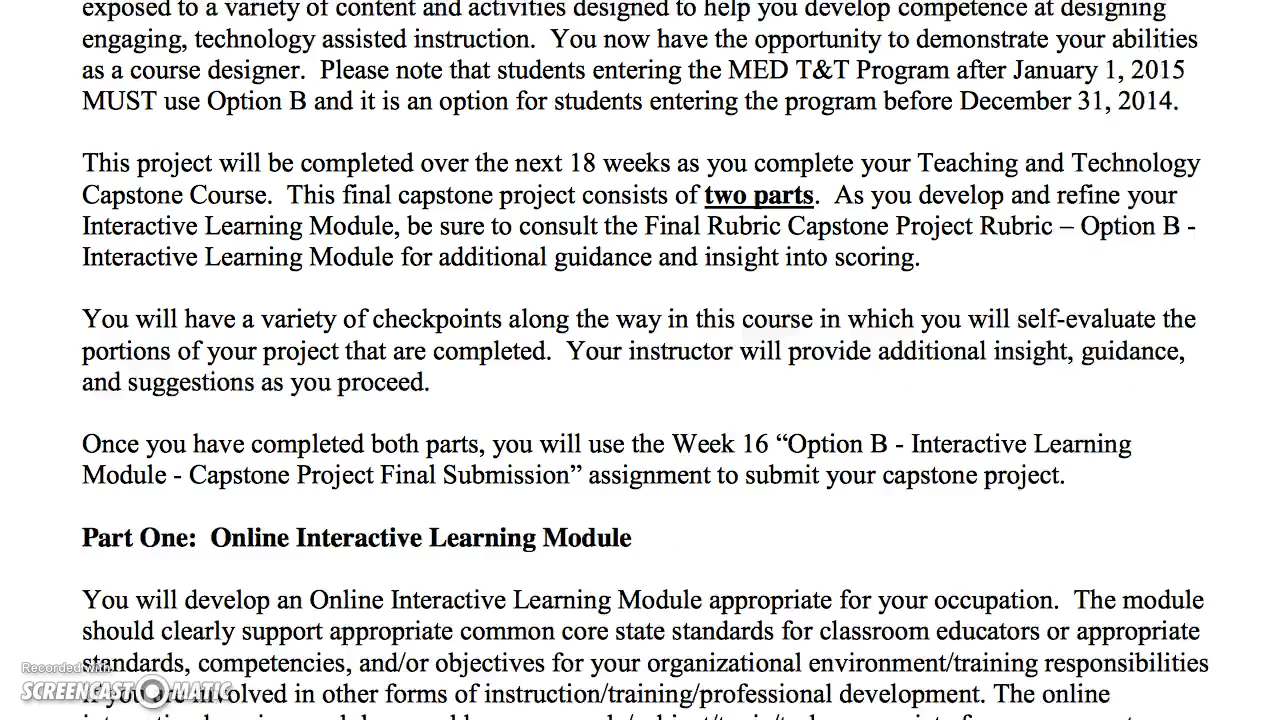 exposed to a variety of content and activities designed to help you develop competence at designing
engaging, technology assisted instruction.  You now have the opportunity to demonstrate your abilities
as a course designer.  Please note that students entering the MED T&T Program after January 1, 2015
MUST use Option B and it is an option for students entering the program before December 31, 2014.
This project will be completed over the next 18 weeks as you complete your Teaching and Technology
Capstone Course.  This final capstone project consists of two parts.  As you develop and refine your
Interactive Learning Module, be sure to consult the Final Rubric Capstone Project Rubric – Option B -
Interactive Learning Module for additional guidance and insight into scoring.
You will have a variety of checkpoints along the way in this course in which you will self-evaluate the
portions of your project that are completed.  Your instructor will provide additional insight, guidance,
and suggestions as you proceed.
Once you have completed both parts, you will use the Week 16 “Option B - Interactive Learning
Module - Capstone Project Final Submission” assignment to submit your capstone project.
Part One:  Online Interactive Learning Module
You will develop an Online Interactive Learning Module appropriate for your occupation.  The module
should clearly support appropriate common core state standards for classroom educators or appropriate
standards, competencies, and/or objectives for your organizational environment/training responsibilities
if you are involved in other forms of instruction/training/professional development. The online
Recorded with
SCREENCAST-O-MATIC